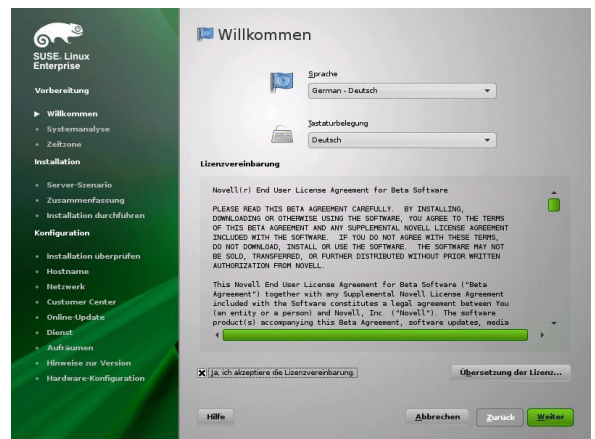 SUSE. Linux
Enterprise
Vorbereitung
Willkommen
Systemanalyse
Zeitzone
Installation
Server-Szenario
Zusammenfassung
Installation durchführen
Konfiguration
Installation überprüfen
Hostname
Netzwerk
Customer Center
Online-Update
Dienst
Aufräumen
Hinweise zur Version
Hardware-Konfiguration
Willkommen
Sprache
German - Deutsch
Tastaturbelegung
Deutsch
Lizenzvereinbarung
Novell(r) End User License Agreement for Beta Software
PLEASE READ THIS BETA AGREEMENT CAREFULLY. BY INSTALLING,
DOWNLOADING OR OTHERWISE USING THE SOFTWARE, YOU AGREE TO THE TERMS
OF THIS BETA AGREEMENT AND ANY SUPPLEMENTAL NOVELL LICENSE AGREEMENT
INCLUDED WITH THE SOFTWARE. IF YOU DO NOT AGREE WITH THESE TERMS,
DO NOT DOWNLOAD, INSTALL OR USE THE SOFTWARE. THE SOFTWARE MAY NOT
BE SOLD, TRANSFERRED, OR FURTHER DISTRIBUTED WITHOUT PRIOR WRITTEN
AUTHORIZATION FROM NOVELL.
This Novell End User License Agreement for Beta Software ("Beta
Agreement") together with any Supplemental Novell License Agreement
included with the Software constitutes a legal agreement between You
(an entity or a person) and Novell, Inc. ("Novell"). The software
product(s) accompanying this Beta Agreement, software updates, media
Ja, ich akzeptiere die Lizenzvereinbarung.
Übersetzung der Lizenz...
Hilfe
Abbrechen
Zurück
Weiter